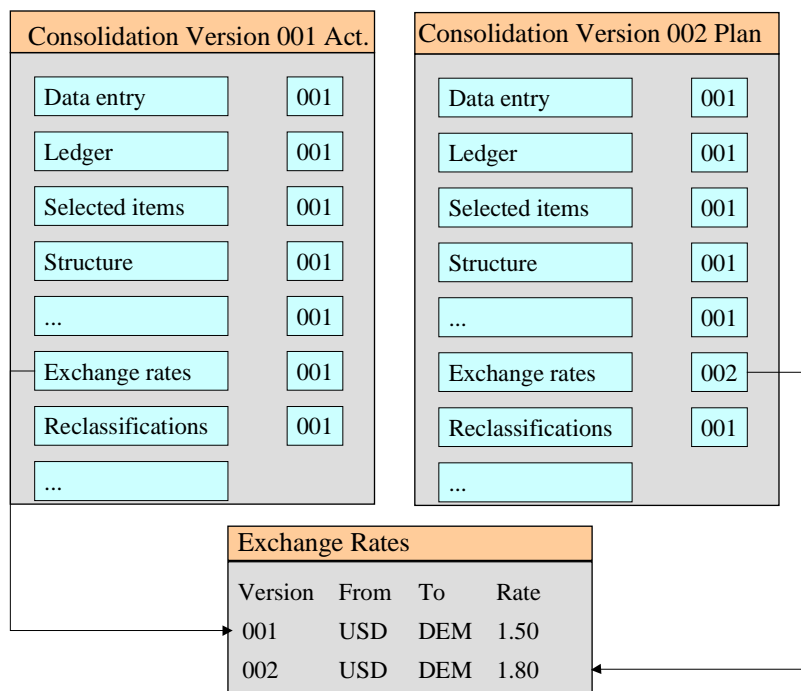 Consolidation Version 001 Act.
Data entry 001
Ledger 001
Selected items 001
Structure 001
... 001
Exchange rates 001
Reclassifications 001
...
Consolidation Version 002 Plan
Data entry 001
Ledger 001
Selected items 001
Structure 001
... 001
Exchange rates 002
Reclassifications 001
...
Exchange Rates
Version From To Rate
001 USD DEM 1.50
002 USD DEM 1.80